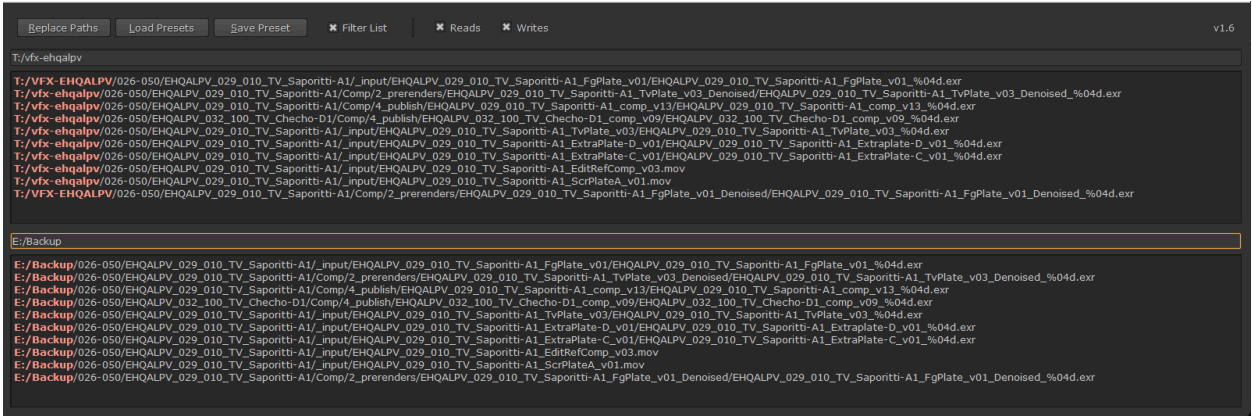 Replace Paths Load Presets Save Preset Filter List Reads Writes v1.6
T:/vfx-ehqalpv
T:/VFX-EHQALPV/026-050/EHQALPV_029_010_TV_Saporitti-A1/_input/EHQALPV_029_010_TV_Saporitti-A1_FgPlate_v01/EHQALPV_029_010_TV_Saporitti-A1_FgPlate_v01_%04d.exr
T:/vfx-ehqalpv/026-050/EHQALPV_029_010_TV_Saporitti-A1/Comp/2_prerenders/EHQALPV_029_010_TV_Saporitti-A1_TvPlate_v03_Denoised/EHQALPV_029_010_TV_Saporitti-A1_TvPlate_v03_Denoised_%04d.exr
T:/vfx-ehqalpv/026-050/EHQALPV_029_010_TV_Saporitti-A1/Comp/4_publish/EHQALPV_029_010_TV_Saporitti-A1_comp_v13/EHQALPV_029_010_TV_Saporitti-A1_comp_v13_%04d.exr
T:/vfx-ehqalpv/026-050/EHQALPV_032_100_TV_Checho-D1/Comp/4_publish/EHQALPV_032_100_TV_Checho-D1_comp_v09/EHQALPV_032_100_TV_Checho-D1_comp_v09_%04d.exr
T:/vfx-ehqalpv/026-050/EHQALPV_029_010_TV_Saporitti-A1/_input/EHQALPV_029_010_TV_Saporitti-A1_TvPlate_v03/EHQALPV_029_010_TV_Saporitti-A1_TvPlate_v03_%04d.exr
T:/vfx-ehqalpv/026-050/EHQALPV_029_010_TV_Saporitti-A1/_input/EHQALPV_029_010_TV_Saporitti-A1_ExtraPlate-D_v01/EHQALPV_029_010_TV_Saporitti-A1_Extraplate-D_v01_%04d.exr
T:/vfx-ehqalpv/026-050/EHQALPV_029_010_TV_Saporitti-A1/_input/EHQALPV_029_010_TV_Saporitti-A1_ExtraPlate-C_v01/EHQALPV_029_010_TV_Saporitti-A1_ExtraPlate-C_v01_%04d.exr
T:/vfx-ehqalpv/026-050/EHQALPV_029_010_TV_Saporitti-A1/_input/EHQALPV_029_010_TV_Saporitti-A1_EditRefComp_v03.mov
T:/vfx-ehqalpv/026-050/EHQALPV_029_010_TV_Saporitti-A1/_input/EHQALPV_029_010_TV_Saporitti-A1_ScrPlateA_v01.mov
T:/VFX-EHQALPV/026-050/EHQALPV_029_010_TV_Saporitti-A1/Comp/2_prerenders/EHQALPV_029_010_TV_Saporitti-A1_FgPlate_v01_Denoised/EHQALPV_029_010_TV_Saporitti-A1_FgPlate_v01_Denoised_%04d.exr
E:/Backup
E:/Backup/026-050/EHQALPV_029_010_TV_Saporitti-A1/_input/EHQALPV_029_010_TV_Saporitti-A1_FgPlate_v01/EHQALPV_029_010_TV_Saporitti-A1_FgPlate_v01_%04d.exr
E:/Backup/026-050/EHQALPV_029_010_TV_Saporitti-A1/Comp/2_prerenders/EHQALPV_029_010_TV_Saporitti-A1_TvPlate_v03_Denoised/EHQALPV_029_010_TV_Saporitti-A1_TvPlate_v03_Denoised_%04d.exr
E:/Backup/026-050/EHQALPV_029_010_TV_Saporitti-A1/Comp/4_publish/EHQALPV_029_010_TV_Saporitti-A1_comp_v13/EHQALPV_029_010_TV_Saporitti-A1_comp_v13_%04d.exr
E:/Backup/026-050/EHQALPV_032_100_TV_Checho-D1/Comp/4_publish/EHQALPV_032_100_TV_Checho-D1_comp_v09/EHQALPV_032_100_TV_Checho-D1_comp_v09_%04d.exr
E:/Backup/026-050/EHQALPV_029_010_TV_Saporitti-A1/_input/EHQALPV_029_010_TV_Saporitti-A1_TvPlate_v03/EHQALPV_029_010_TV_Saporitti-A1_TvPlate_v03_%04d.exr
E:/Backup/026-050/EHQALPV_029_010_TV_Saporitti-A1/_input/EHQALPV_029_010_TV_Saporitti-A1_ExtraPlate-D_v01/EHQALPV_029_010_TV_Saporitti-A1_Extraplate-D_v01_%04d.exr
E:/Backup/026-050/EHQALPV_029_010_TV_Saporitti-A1/_input/EHQALPV_029_010_TV_Saporitti-A1_ExtraPlate-C_v01/EHQALPV_029_010_TV_Saporitti-A1_ExtraPlate-C_v01_%04d.exr
E:/Backup/026-050/EHQALPV_029_010_TV_Saporitti-A1/_input/EHQALPV_029_010_TV_Saporitti-A1_EditRefComp_v03.mov
E:/Backup/026-050/EHQALPV_029_010_TV_Saporitti-A1/_input/EHQALPV_029_010_TV_Saporitti-A1_ScrPlateA_v01.mov
E:/Backup/026-050/EHQALPV_029_010_TV_Saporitti-A1/Comp/2_prerenders/EHQALPV_029_010_TV_Saporitti-A1_FgPlate_v01_Denoised/EHQALPV_029_010_TV_Saporitti-A1_FgPlate_v01_Denoised_%04d.exr